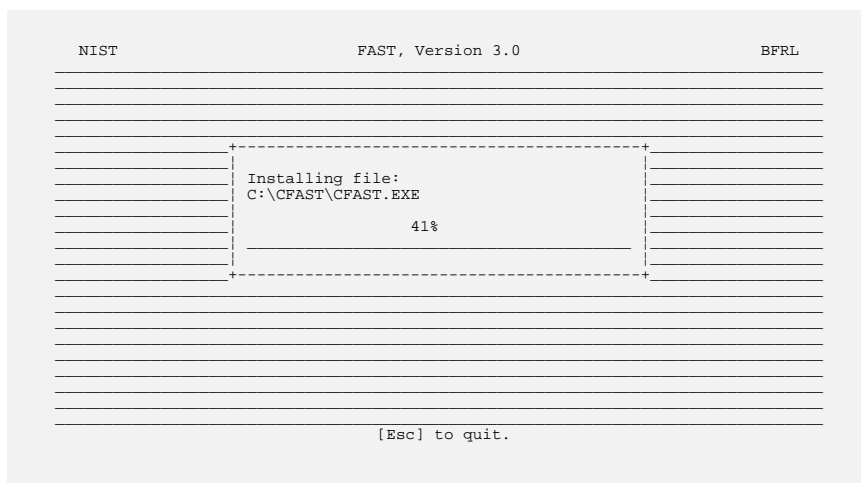 NIST FAST, Version 3.0 BFRL
Installing file:
C:\CFAST\CFAST.EXE
41%
[Esc] to quit.